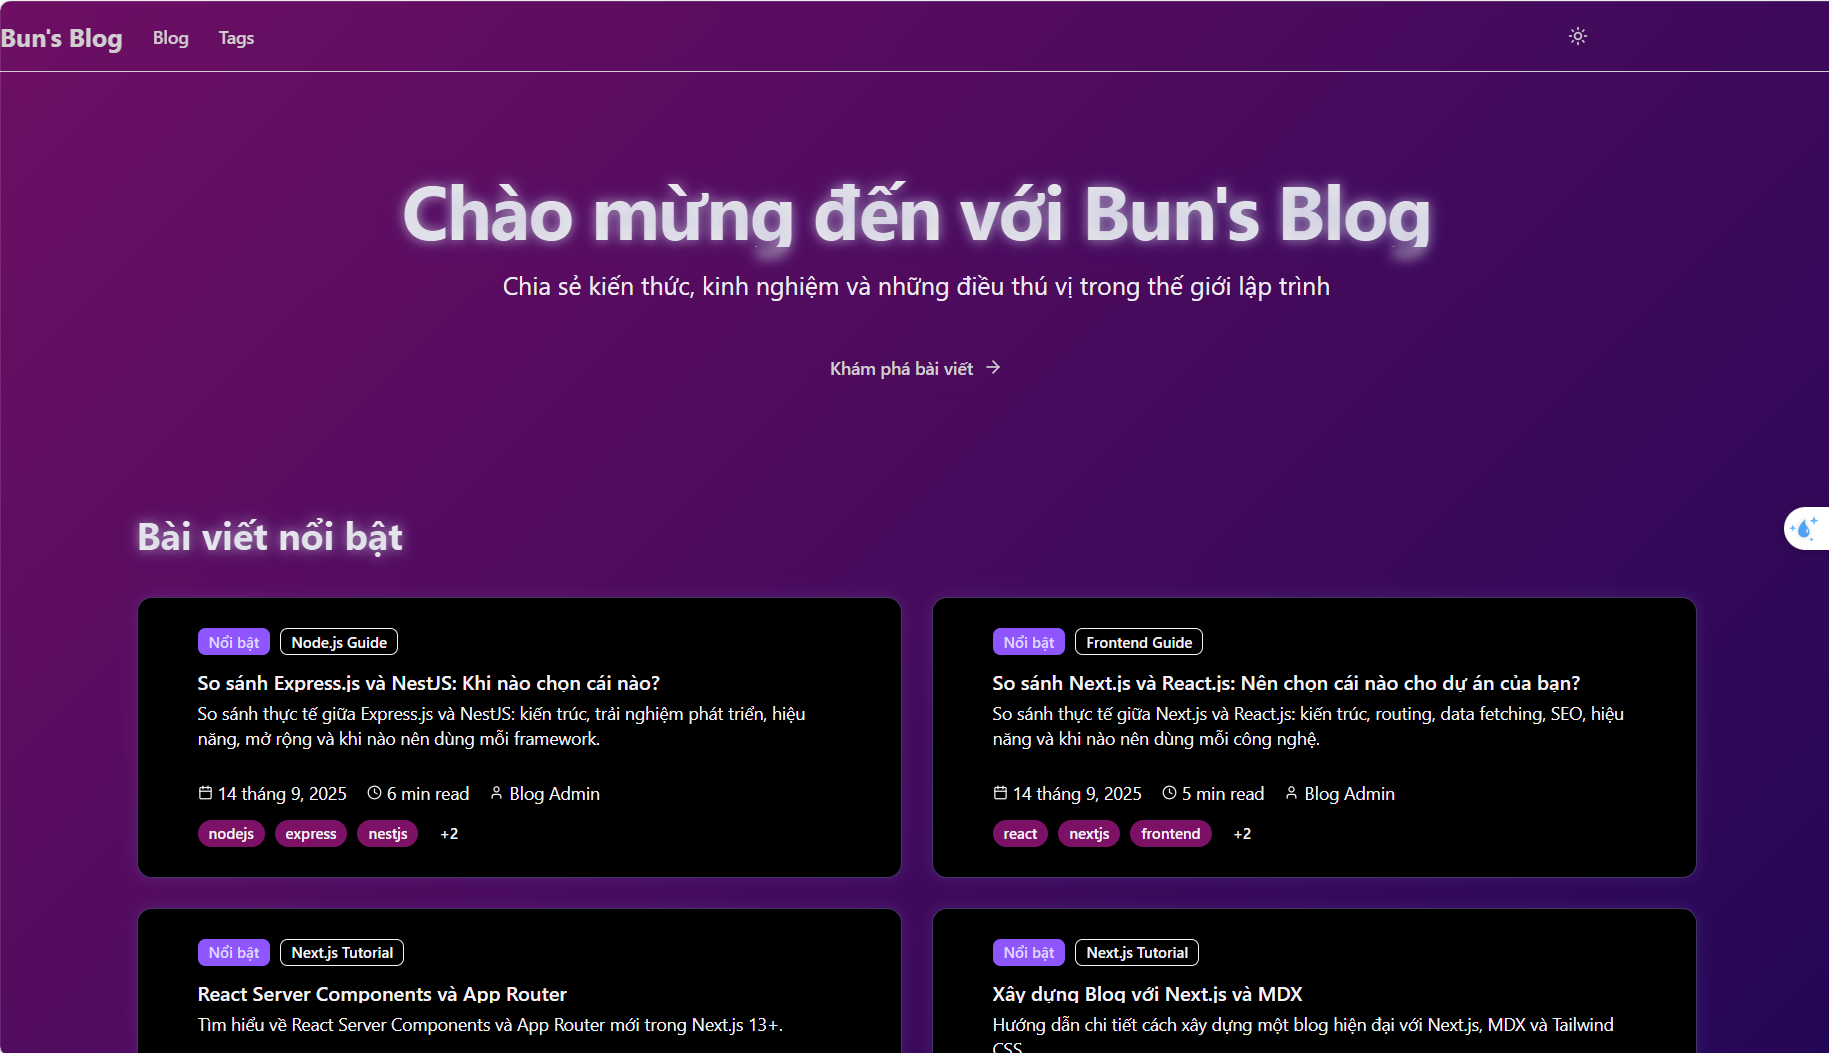 Bun's Blog Blog Tags
Chào mừng đến với Bun's Blog
Chia sẻ kiến thức, kinh nghiệm và những điều thú vị trong thế giới lập trình
Khám phá bài viết →
Bài viết nổi bật
Nổi bật Node.js Guide
So sánh Express.js và NestJS: Khi nào chọn cái nào?
So sánh thực tế giữa Express.js và NestJS: kiến trúc, trải nghiệm phát triển, hiệu
năng, mở rộng và khi nào nên dùng mỗi framework.
14 tháng 9, 2025 6 min read Blog Admin
nodejs express nestjs +2
Nổi bật Frontend Guide
So sánh Next.js và React.js: Nên chọn cái nào cho dự án của bạn?
So sánh thực tế giữa Next.js và React.js: kiến trúc, routing, data fetching, SEO, hiệu
năng và khi nào nên dùng mỗi công nghệ.
14 tháng 9, 2025 5 min read Blog Admin
react nextjs frontend +2
Nổi bật Next.js Tutorial
React Server Components và App Router
Tìm hiểu về React Server Components và App Router mới trong Next.js 13+.
Nổi bật Next.js Tutorial
Xây dựng Blog với Next.js và MDX
Hướng dẫn chi tiết cách xây dựng một blog hiện đại với Next.js, MDX và Tailwind
CSS